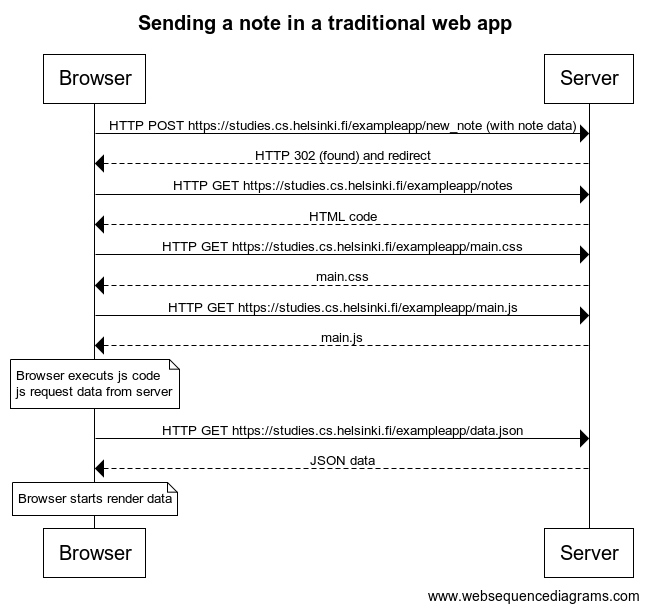 Sending a note in a traditional web app
Browser
Server
HTTP POST https://studies.cs.helsinki.fi/exampleapp/new_note (with note data)
HTTP 302 (found) and redirect
HTTP GET https://studies.cs.helsinki.fi/exampleapp/notes
HTML code
HTTP GET https://studies.cs.helsinki.fi/exampleapp/main.css
main.css
HTTP GET https://studies.cs.helsinki.fi/exampleapp/main.js
main.js
Browser executs js code
js request data from server
HTTP GET https://studies.cs.helsinki.fi/exampleapp/data.json
JSON data
Browser starts render data
Browser
Server
www.websequencediagrams.com